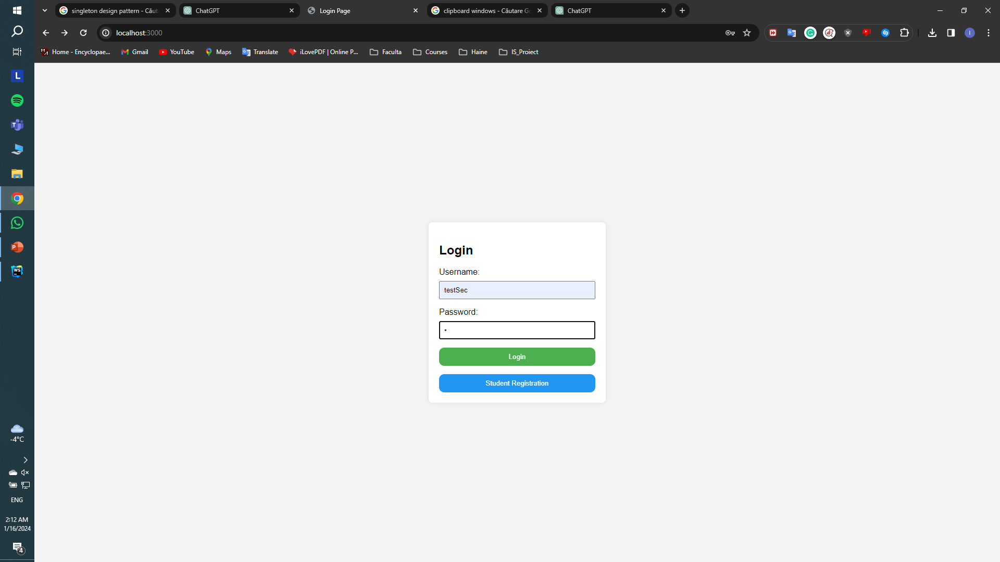 singleton design pattern - Căut
ChatGPT
Login Page
clipboard windows - Căutare Go
ChatGPT
localhost:3000
Home - Encyclopae...
Gmail
YouTube
Maps
Translate
iLovePDF | Online P...
Faculta
Courses
Haine
IS_Proiect
L
T
P
WS
Login
Username:
testSec
Password:
Login
Student Registration
-4°C
ENG
2:12 AM
1/16/2024
4